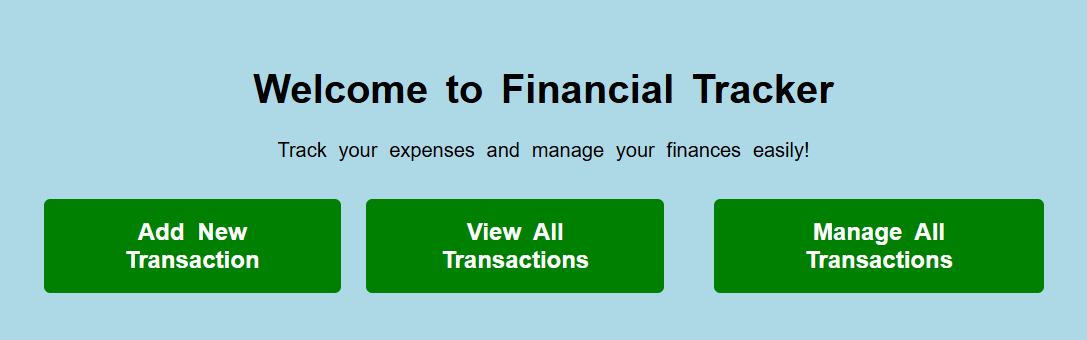 Welcome to Financial Tracker
Track your expenses and manage your finances easily!
Add New
Transaction
View All
Transactions
Manage All
Transactions